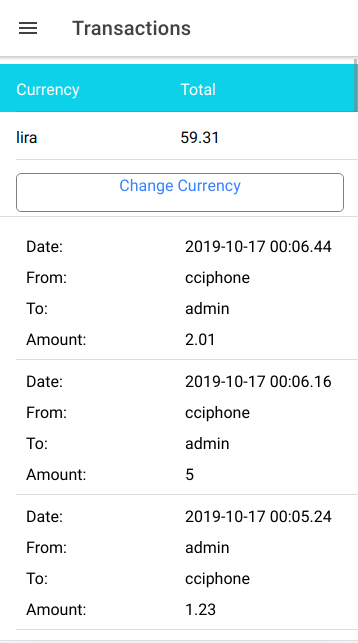 Transactions
Currency Total
lira 59.31
Change Currency
Date: 2019-10-17 00:06.44
From: cciphone
To: admin
Amount: 2.01
Date: 2019-10-17 00:06.16
From: cciphone
To: admin
Amount: 5
Date: 2019-10-17 00:05.24
From: admin
To: cciphone
Amount: 1.23